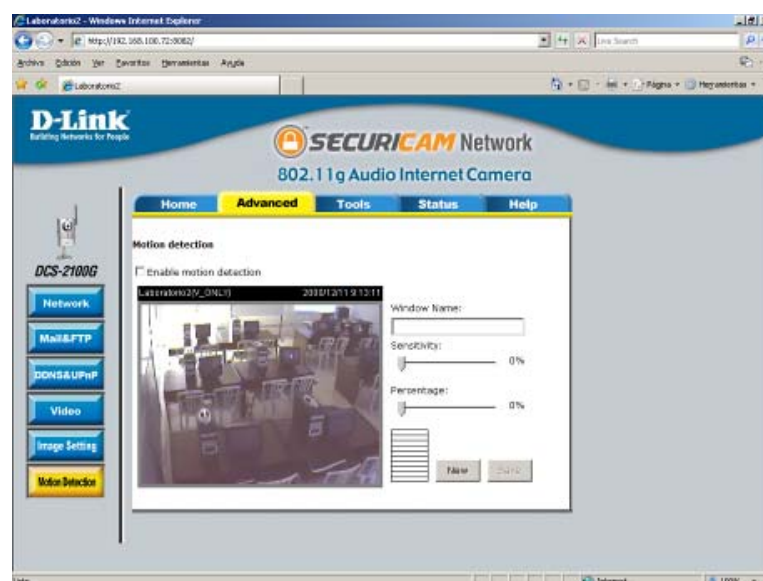 Laboratorio2 - Windows Internet Explorer
http://192.168.100.72:8082/
Live Search
Archivo Edición Ver Favoritos Herramientas Ayuda
Laboratorio2
Página
Herramientas
D-Link
Building Networks for People
SECURICAM Network
802.11g Audio Internet Camera
Home Advanced Tools Status Help
DCS-2100G
Network
Mail&FTP
DDNS&UPnP
Video
Image Setting
Motion Detection
Motion detection
Enable motion detection
Laboratorio2(V_ONLY)
Window Name:
Sensitivity:
0%
Percentage:
0%
New Save
Listo
Internet
100%